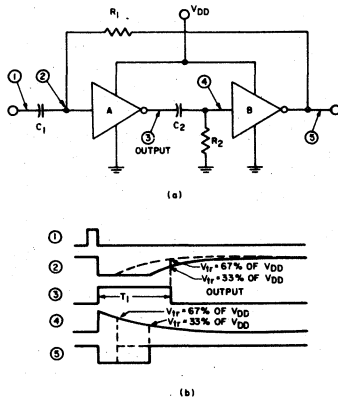 R1
VDD
①
②
④
A
B
C1
C2
③
OUTPUT
R2
⑤
(a)
①
②
Vtr = 67% OF VDD
Vtr = 33% OF VDD
③
T1
OUTPUT
Vtr = 67% OF VDD
④
Vtr = 33% OF VDD
⑤
(b)